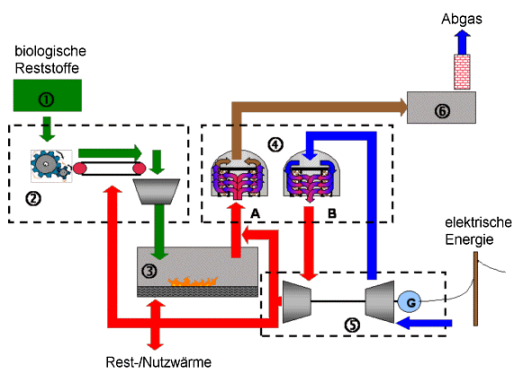 Abgas
biologische
Reststoffe
①
⑥
④
②
A
B
elektrische
Energie
③
G
⑤
Rest-/Nutzwärme